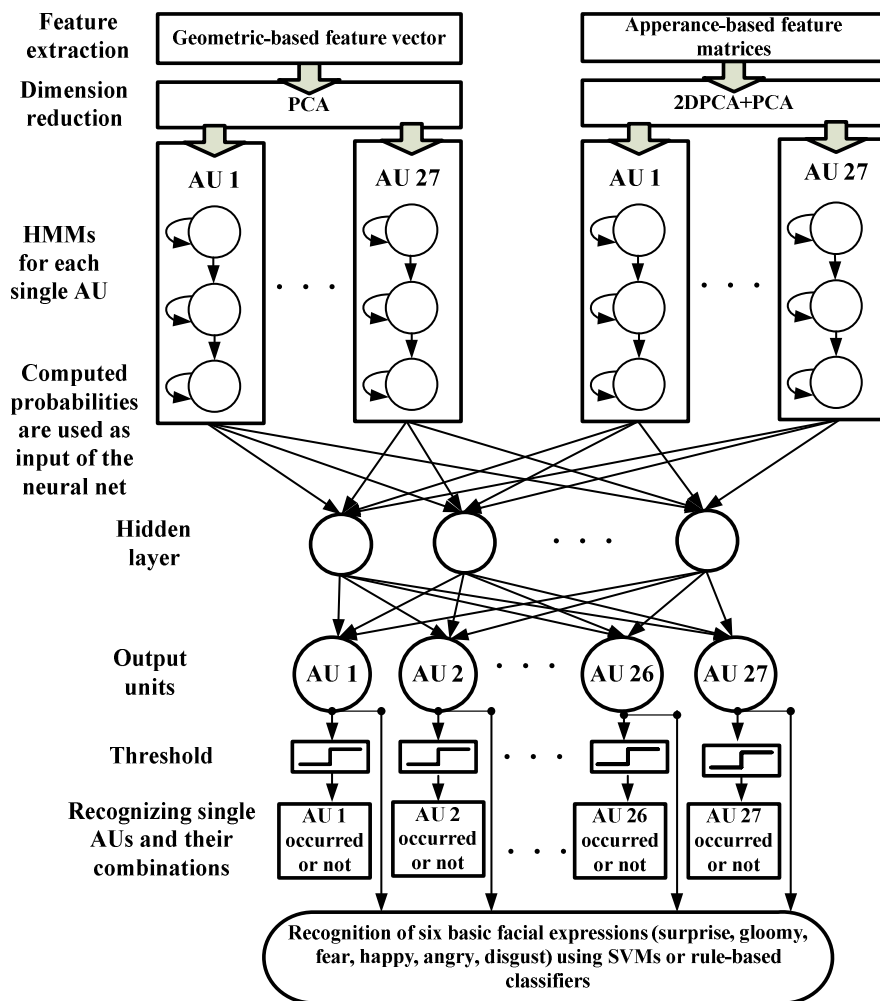 Feature
extraction
Geometric-based feature vector
Apperance-based feature
matrices
Dimension
reduction
PCA
2DPCA+PCA
AU 1
AU 27
AU 1
AU 27
HMMs
for each
single AU
. . .
. . .
Computed
probabilities
are used as
input of the
neural net
Hidden
layer
. . .
Output
units
AU 1
AU 2
. . .
AU 26
AU 27
Threshold
. . .
Recognizing single
AUs and their
combinations
AU 1
occurred
or not
AU 2
occurred
or not
. . .
AU 26
occurred
or not
AU 27
occurred
or not
Recognition of six basic facial expressions (surprise, gloomy,
fear, happy, angry, disgust) using SVMs or rule-based
classifiers